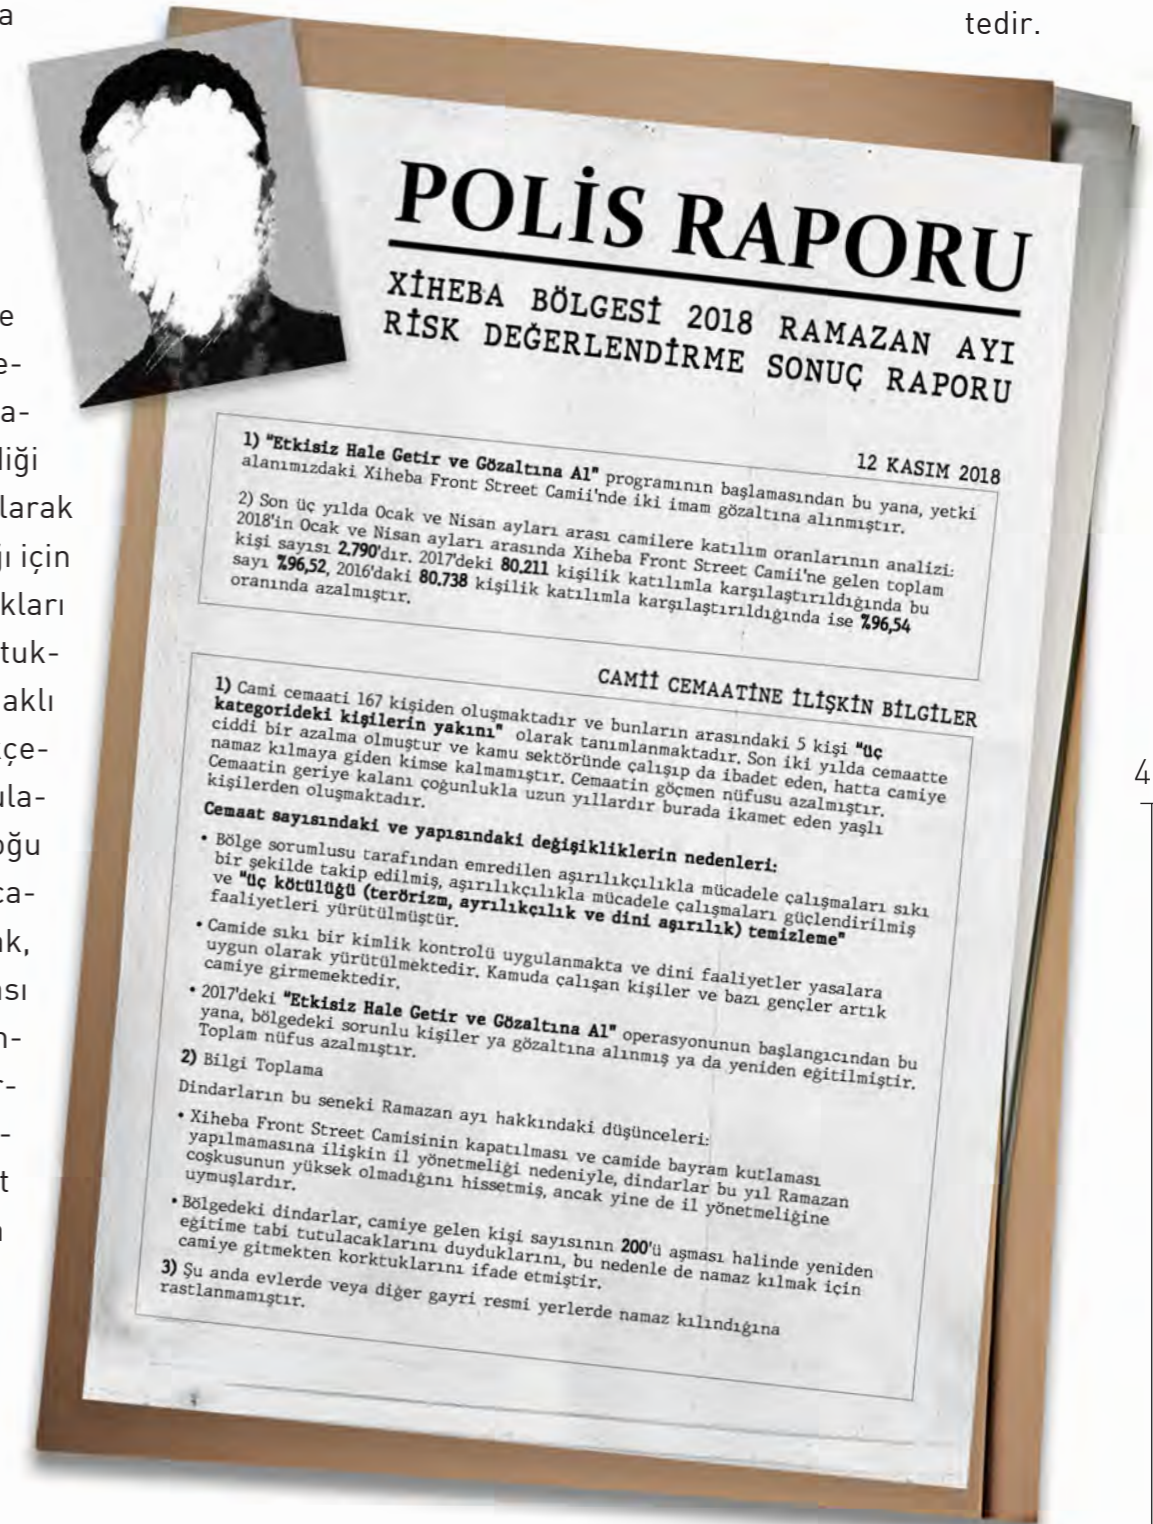 a
tedir.
e
e-
a-
liği
larak
ğı için
kları
tuk-
aklı
çe-
ula-
oğu
ca-
ak,
ası
n-
r-
-
t
POLİS RAPORU
XİHEBA BÖLGESİ 2018 RAMAZAN AYI
RİSK DEĞERLENDİRME SONUÇ RAPORU
12 KASIM 2018
1) "Etkisiz Hale Getir ve Gözaltına Al" programının başlamasından bu yana, yetki
alanımızdaki Xiheba Front Street Camii'nde iki imam gözaltına alınmıştır.
2) Son üç yılda Ocak ve Nisan ayları arası camilere katılım oranlarının analizi:
2018'in Ocak ve Nisan ayları arasında Xiheba Front Street Camii'ne gelen toplam
kişi sayısı 2.790'dır. 2017'deki 80.211 kişilik katılımla karşılaştırıldığında bu
sayı %96,52, 2016'daki 80.738 kişilik katılımla karşılaştırıldığında ise %96,54
oranında azalmıştır.
CAMİİ CEMAATİNE İLİŞKİN BİLGİLER
1) Cami cemaati 167 kişiden oluşmaktadır ve bunların arasındaki 5 kişi "üç
kategorideki kişilerin yakını" olarak tanımlanmaktadır. Son iki yılda cemaatte
ciddi bir azalma olmuştur ve kamu sektöründe çalışıp da ibadet eden, hatta camiye
namaz kılmaya giden kimse kalmamıştır. Cemaatin göçmen nüfusu azalmıştır.
Cemaatin geriye kalanı çoğunlukla uzun yıllardır burada ikamet eden yaşlı
kişilerden oluşmaktadır.
Cemaat sayısındaki ve yapısındaki değişikliklerin nedenleri:
• Bölge sorumlusu tarafından emredilen aşırılıkçılıkla mücadele çalışmaları sıkı
bir şekilde takip edilmiş, aşırılıkçılıkla mücadele çalışmaları güçlendirilmiş
ve "üç kötülüğü (terörizm, ayrılıkçılık ve dini aşırılık) temizleme"
faaliyetleri yürütülmüştür.
• Camide sıkı bir kimlik kontrolü uygulanmakta ve dini faaliyetler yasalara
uygun olarak yürütülmektedir. Kamuda çalışan kişiler ve bazı gençler artık
camiye girmemektedir.
• 2017'deki "Etkisiz Hale Getir ve Gözaltına Al" operasyonunun başlangıcından bu
yana, bölgedeki sorunlu kişiler ya gözaltına alınmış ya da yeniden eğitilmiştir.
Toplam nüfus azalmıştır.
2) Bilgi Toplama
Dindarların bu seneki Ramazan ayı hakkındaki düşünceleri:
• Xiheba Front Street Camisinin kapatılması ve camide bayram kutlaması
yapılmamasına ilişkin il yönetmeliği nedeniyle, dindarlar bu yıl Ramazan
coşkusunun yüksek olmadığını hissetmiş, ancak yine de il yönetmeliğine
uymuşlardır.
• Bölgedeki dindarlar, camiye gelen kişi sayısının 200'ü aşması halinde yeniden
eğitime tabi tutulacaklarını duyduklarını, bu nedenle de namaz kılmak için
camiye gitmekten korktuklarını ifade etmiştir.
3) Şu anda evlerde veya diğer gayri resmi yerlerde namaz kılındığına
rastlanmamıştır.
4